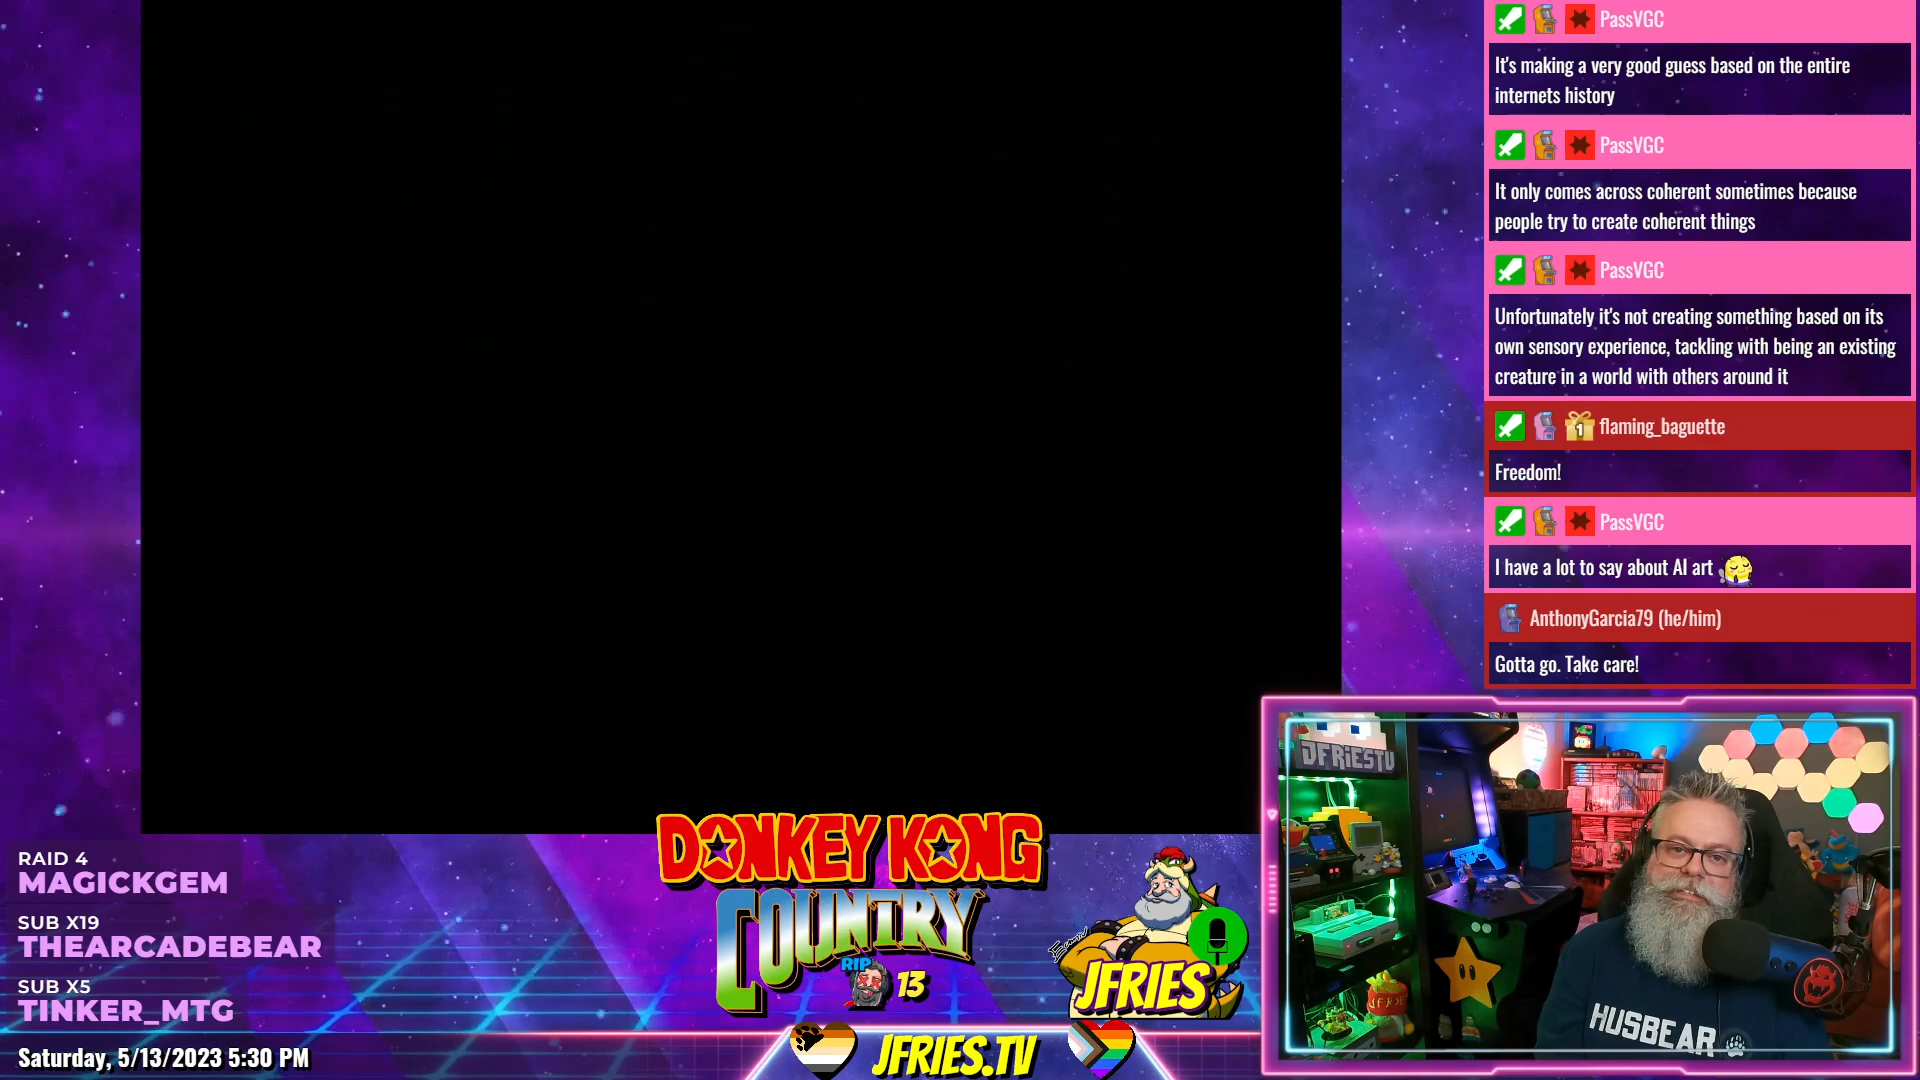 PassVGC
It's making a very good guess based on the entire
internets history
PassVGC
It only comes across coherent sometimes because
people try to create coherent things
PassVGC
Unfortunately it's not creating something based on its
own sensory experience, tackling with being an existing
creature in a world with others around it
1 flaming_baguette
Freedom!
PassVGC
I have a lot to say about AI art
AnthonyGarcia79 (he/him)
Gotta go. Take care!
JFRIESTV
HUSBEAR
RAID 4
MAGICKGEM
SUB X19
THEARCADEBEAR
SUB X5
TINKER_MTG
Saturday, 5/13/2023 5:30 PM
DONKEY KONG
COUNTRY
RIP
13
JFRIES
JFRIES.TV